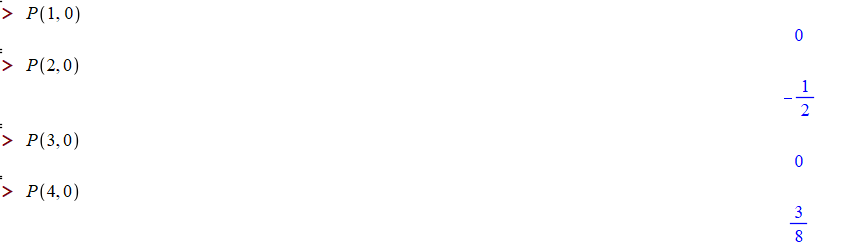 > P(1, 0)
0
> P(2, 0)
-1/2
> P(3, 0)
0
> P(4, 0)
3/8